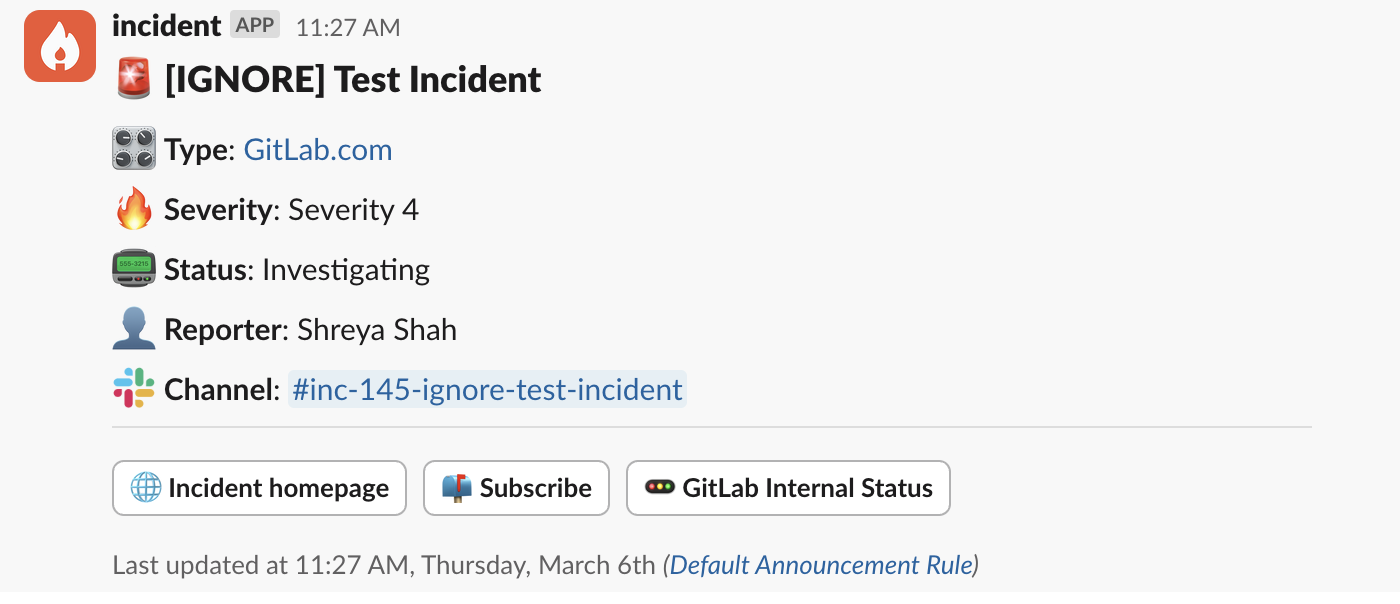 incident APP 11:27 AM
[IGNORE] Test Incident
Type: GitLab.com
Severity: Severity 4
555-3215
Status: Investigating
Reporter: Shreya Shah
Channel: #inc-145-ignore-test-incident
Incident homepage Subscribe GitLab Internal Status
Last updated at 11:27 AM, Thursday, March 6th (Default Announcement Rule)